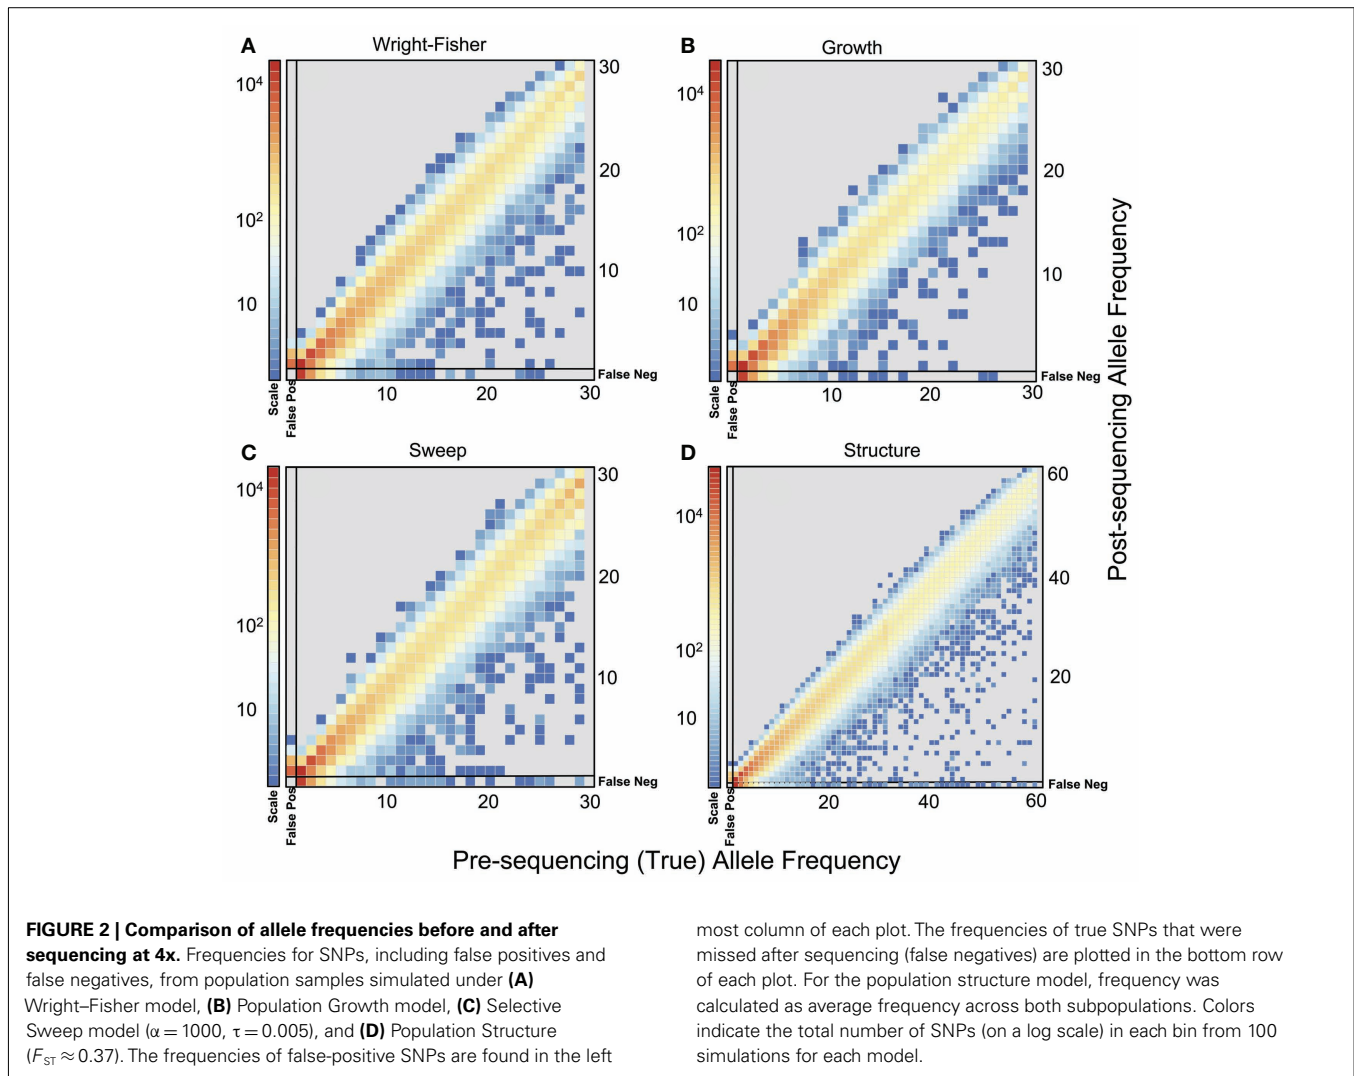 A
Wright-Fisher
10⁴
10²
10
Scale
False Pos
30
20
10
False Neg
10
20
30
B
Growth
10⁴
10²
10
Scale
False Pos
30
20
10
False Neg
10
20
30
C
Sweep
10⁴
10²
10
Scale
False Pos
30
20
10
False Neg
10
20
30
D
Structure
10⁴
10²
10
Scale
False Pos
60
40
20
False Neg
20
40
60
Post-sequencing Allele Frequency
Pre-sequencing (True) Allele Frequency
FIGURE 2 | Comparison of allele frequencies before and after
sequencing at 4x. Frequencies for SNPs, including false positives and
false negatives, from population samples simulated under (A)
Wright–Fisher model, (B) Population Growth model, (C) Selective
Sweep model (α = 1000, τ = 0.005), and (D) Population Structure
(F_ST ≈ 0.37). The frequencies of false-positive SNPs are found in the left
most column of each plot. The frequencies of true SNPs that were
missed after sequencing (false negatives) are plotted in the bottom row
of each plot. For the population structure model, frequency was
calculated as average frequency across both subpopulations. Colors
indicate the total number of SNPs (on a log scale) in each bin from 100
simulations for each model.